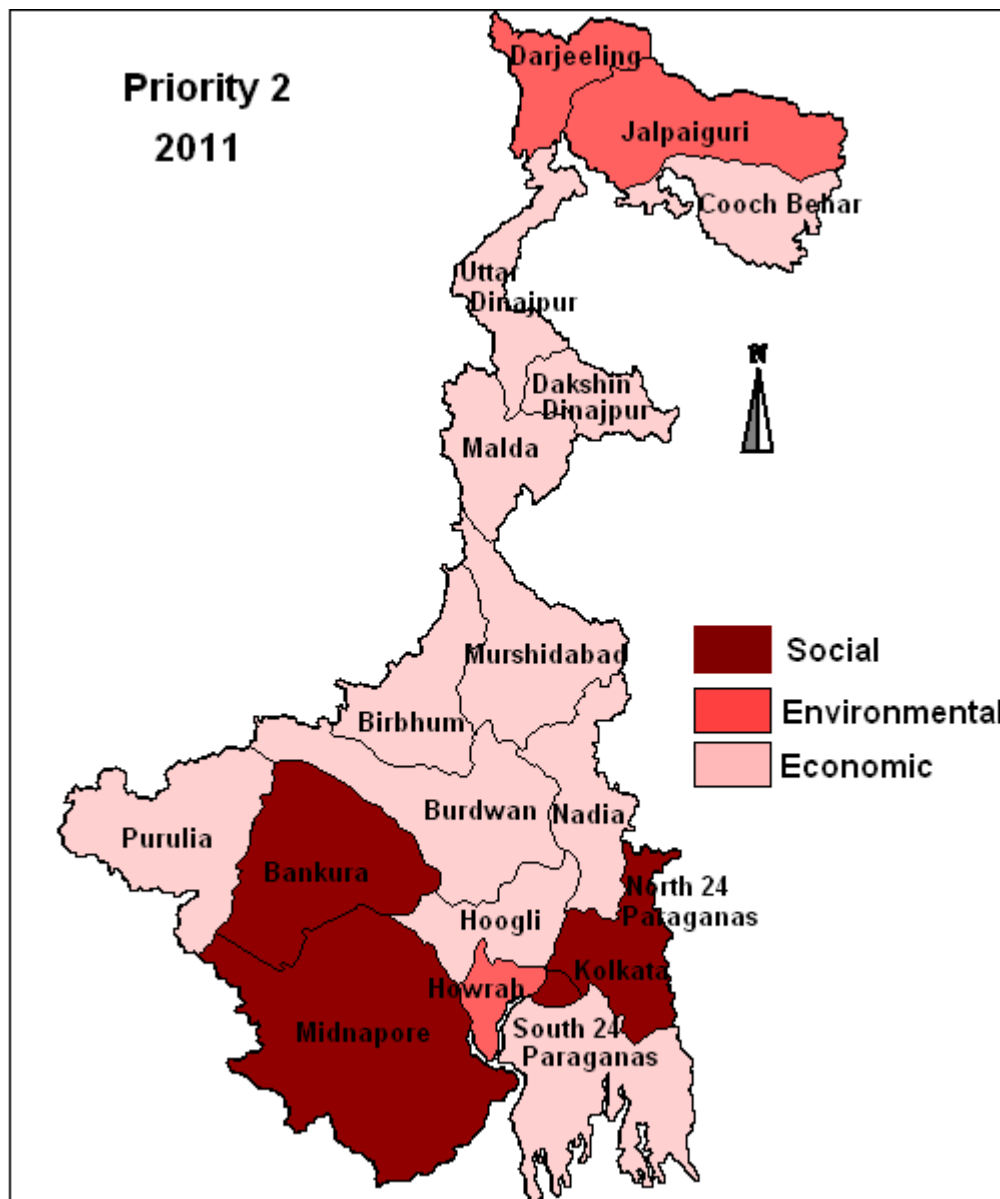 Priority 2
2011
Darjeeling
Jalpaiguri
Cooch Behar
Uttar
Dinajpur
Dakshin
Dinajpur
N
Malda
Murshidabad
Social
Environmental
Economic
Birbhum
Burdwan
Nadia
Purulia
Bankura
North 24
Paraganas
Hoogli
Kolkata
Howrah
Midnapore
South 24
Paraganas